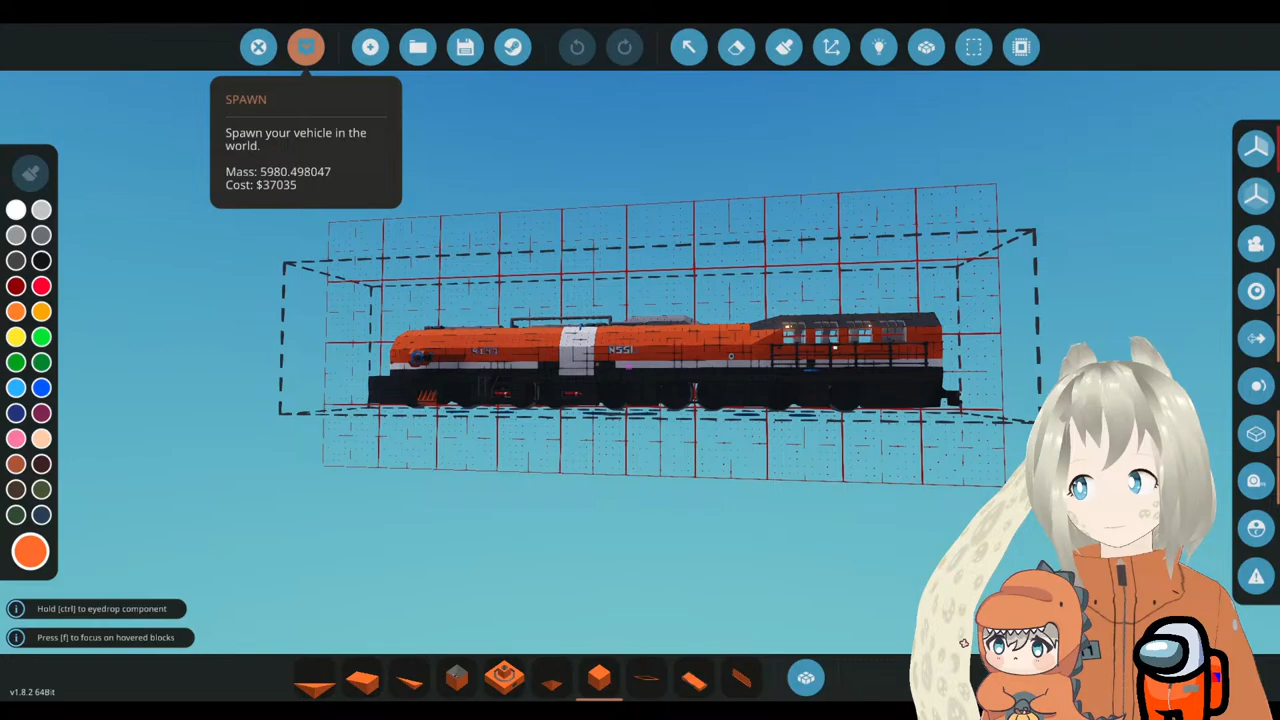 SPAWN
Spawn your vehicle in the
world.
Mass: 5980.498047
Cost: $37035
Hold [ctrl] to eyedrop component
Press [f] to focus on hovered blocks
v1.8.2 64Bit